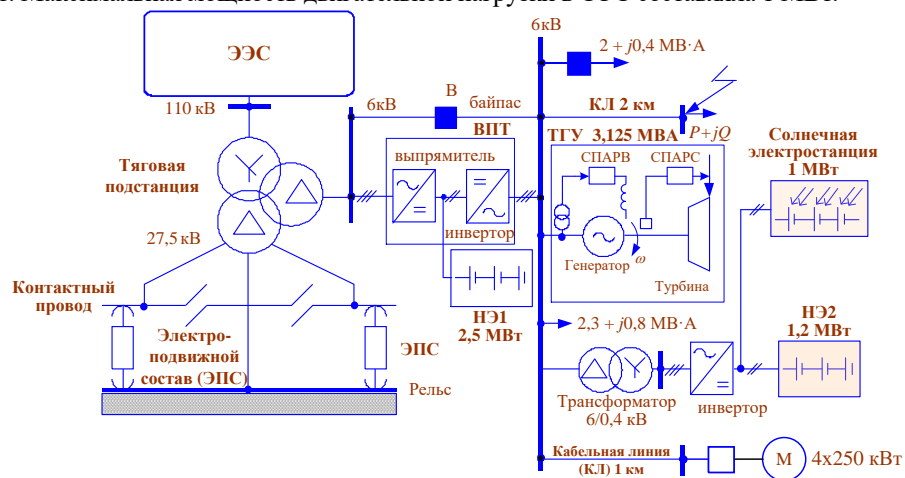 ЭЭС
110 кВ
Тяговая
подстанция
27,5 кВ
Контактный
провод
Электро-
подвижной
состав (ЭПС)
ЭПС
Рельс
6кВ
В
байпас
ВПТ
выпрямитель
инвертор
НЭ1
2,5 МВт
6кВ
2 + j0,4 МВ·А
КЛ 2 км
P+jQ
ТГУ 3,125 МВА
СПАРВ
СПАРС
Генератор
ω
Турбина
Солнечная
электростанция
1 МВт
2,3 + j0,8 МВ·А
НЭ2
1,2 МВт
Трансформатор
6/0,4 кВ
инвертор
Кабельная линия
(КЛ) 1 км
М
4х250 кВт